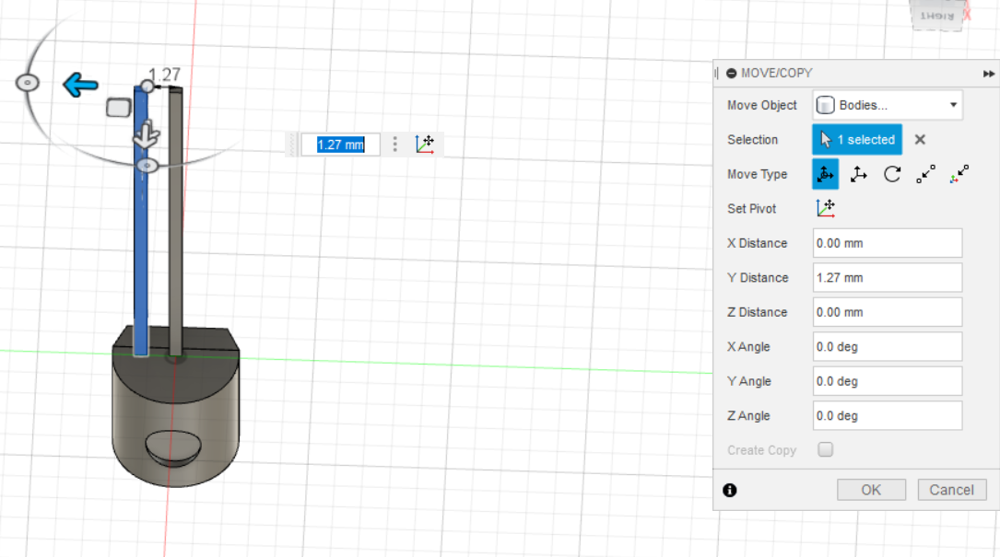 THGIR
X
MOVE/COPY
1.27
Move Object Bodies...
1.27 mm
Selection 1 selected
Move Type
Set Pivot
X Distance 0.00 mm
Y Distance 1.27 mm
Z Distance 0.00 mm
X Angle 0.0 deg
Y Angle 0.0 deg
Z Angle 0.0 deg
Create Copy
OK Cancel